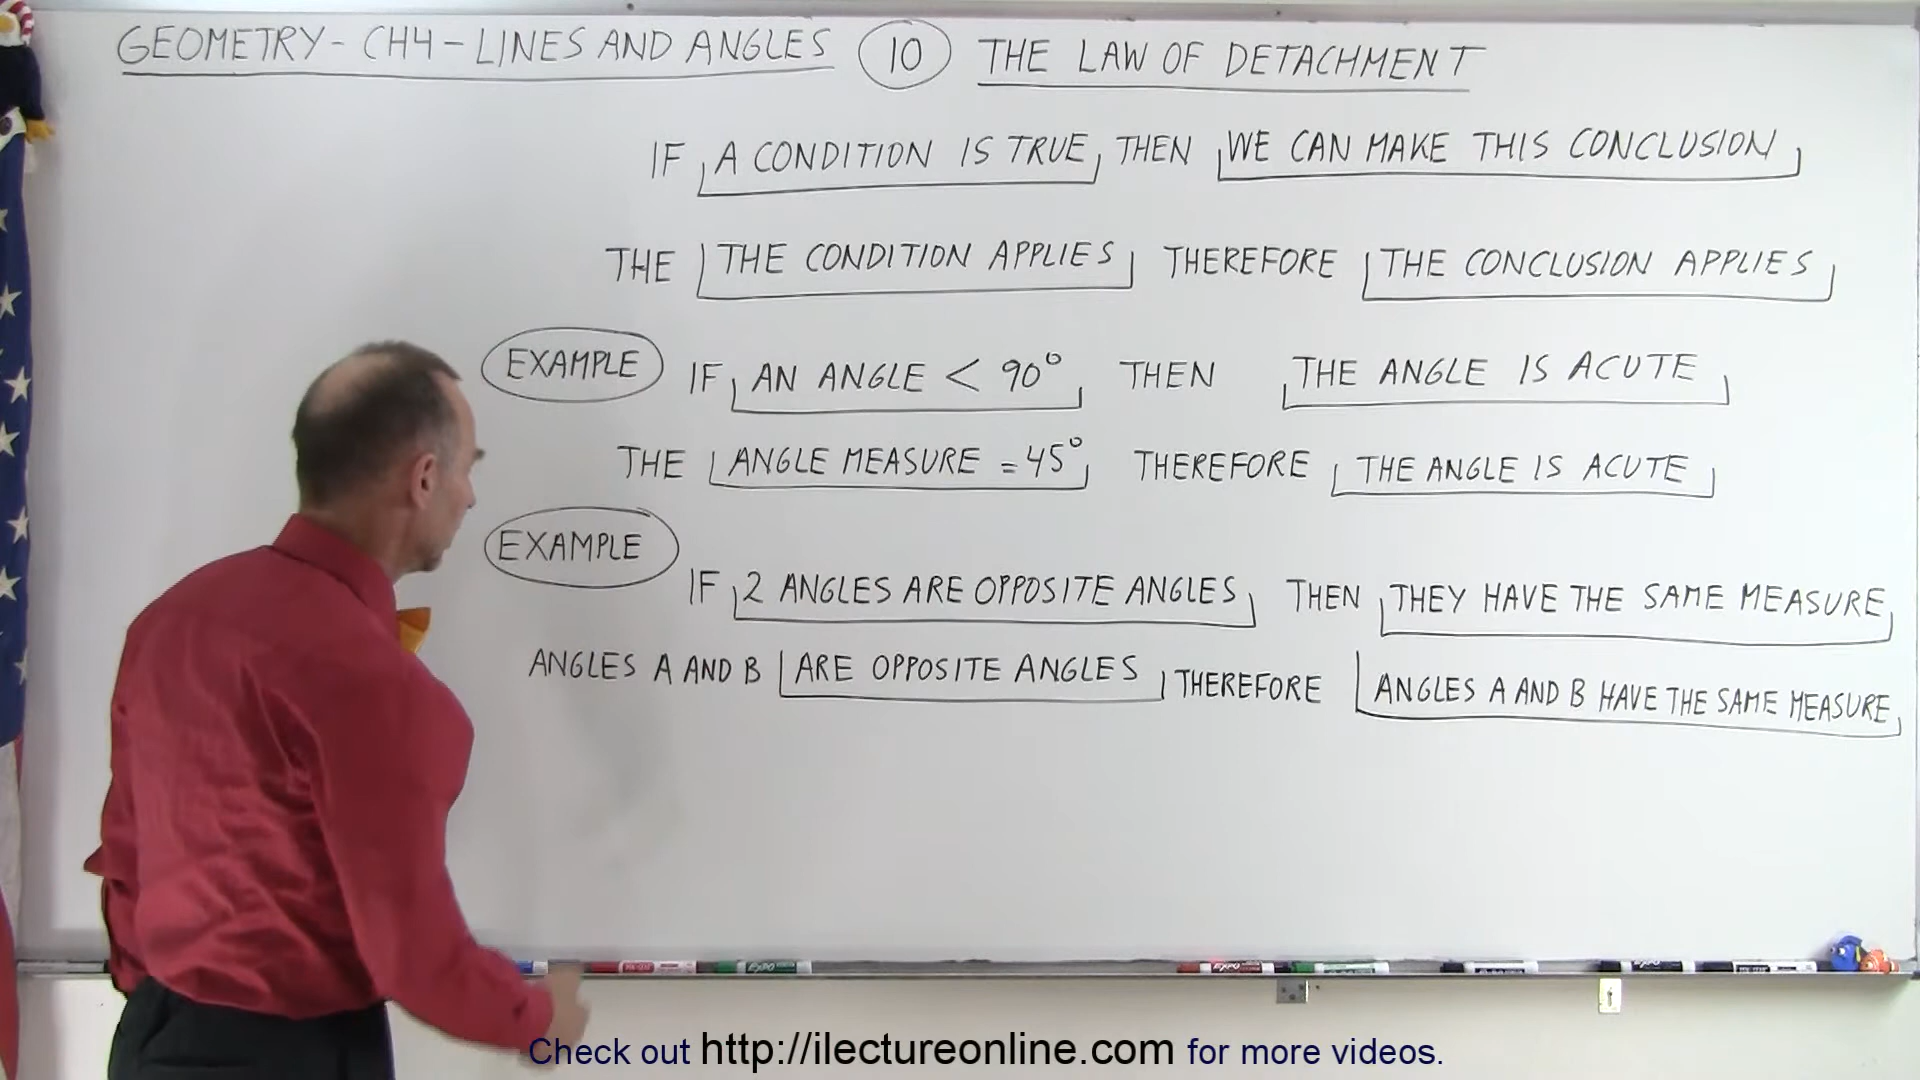 GEOMETRY - CH4 - LINES AND ANGLES 10 THE LAW OF DETACHMENT
IF A CONDITION IS TRUE THEN WE CAN MAKE THIS CONCLUSION
THE THE CONDITION APPLIES THEREFORE THE CONCLUSION APPLIES
EXAMPLE IF AN ANGLE < 90° THEN THE ANGLE IS ACUTE
THE ANGLE MEASURE = 45° THEREFORE THE ANGLE IS ACUTE
EXAMPLE
IF 2 ANGLES ARE OPPOSITE ANGLES THEN THEY HAVE THE SAME MEASURE
ANGLES A AND B ARE OPPOSITE ANGLES THEREFORE ANGLES A AND B HAVE THE SAME MEASURE
EXPO EXPO
Check out http://ilectureonline.com for more videos.